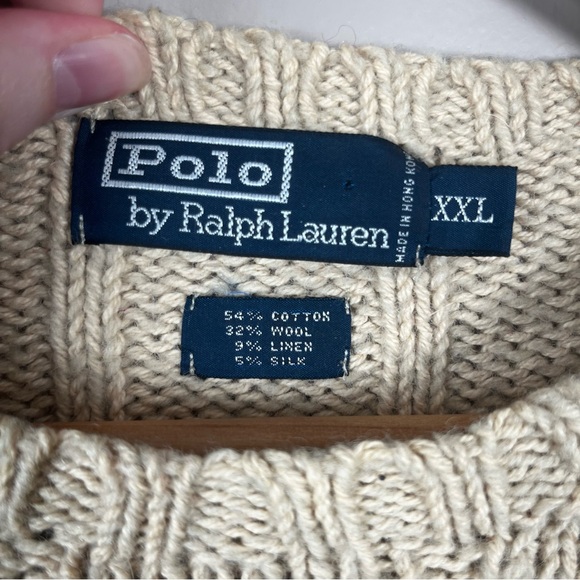 Polo
by Ralph Lauren
MADE IN HONG KONG
XXL
54% COTTON
32% WOOL
9% LINEN
5% SILK